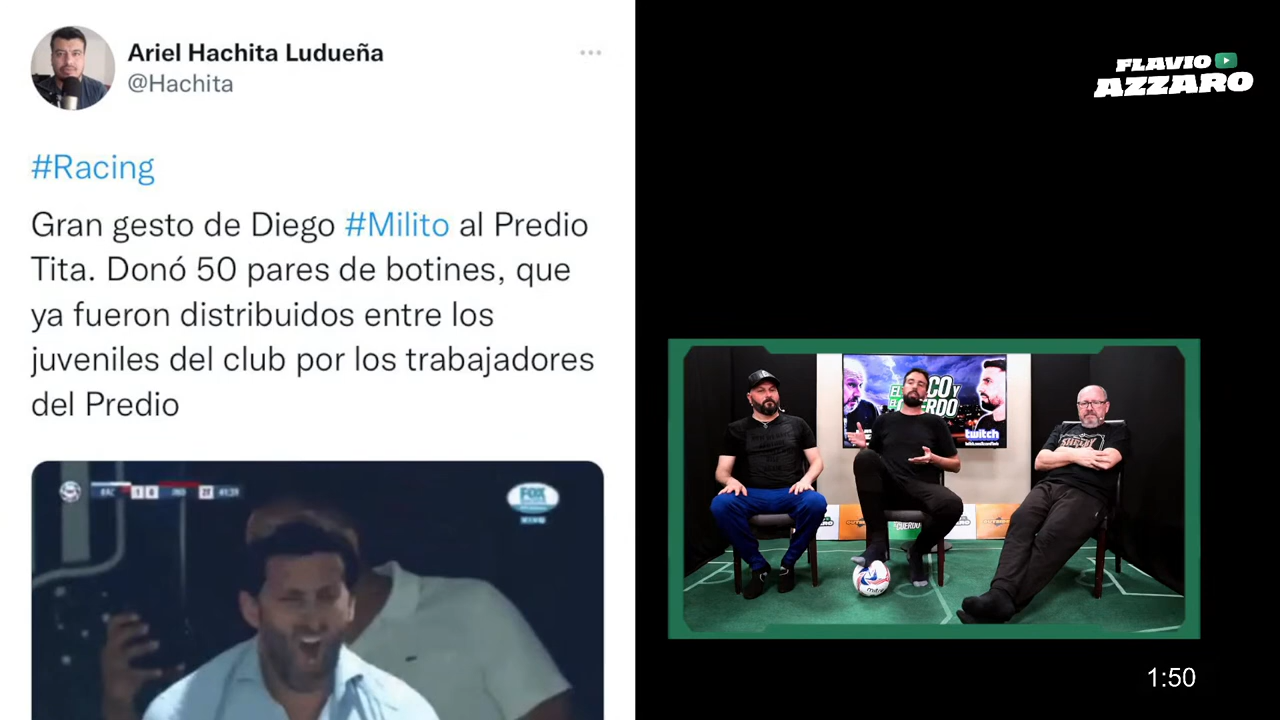 Ariel Hachita Ludueña
@Hachita
#Racing
Gran gesto de Diego #Milito al Predio
Tita. Donó 50 pares de botines, que
ya fueron distribuidos entre los
juveniles del club por los trabajadores
del Predio
FOX
FLAVIO
AZZARO
twitch
1:50